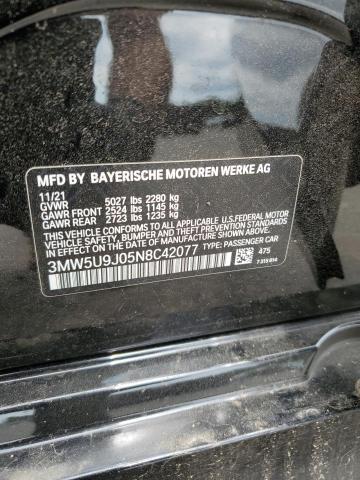 MFD BY BAYERISCHE MOTOREN WERKE AG
11/21
GVWR 5027 lbs 2280 kg
GAWR FRONT 2524 lbs 1145 kg
GAWR REAR 2723 lbs 1235 kg
THIS VEHICLE CONFORMS TO ALL APPLICABLE U.S.FEDERAL MOTOR
VEHICLE SAFETY, BUMPER, AND THEFT PREVENTION STANDARDS
IN EFFECT ON THE DATE OF MANUFACTURE SHOWN ABOVE.
3MW5U9J05N8C42077 TYPE: PASSENGER CAR
475